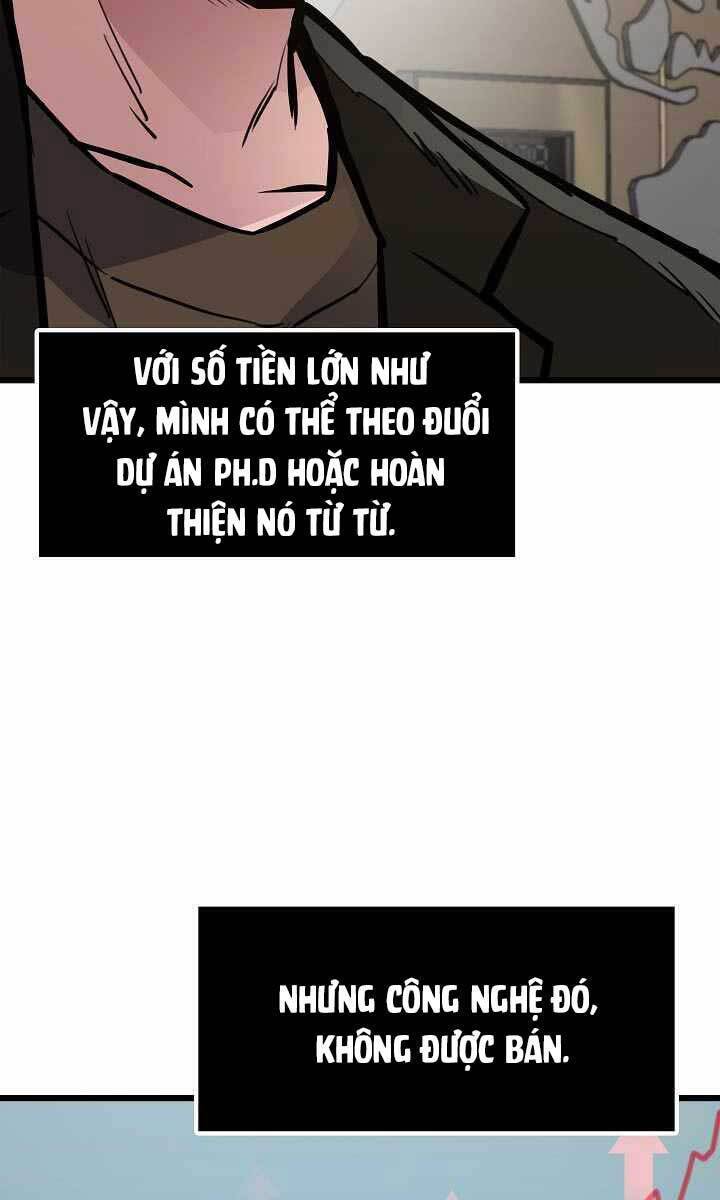 VỚI SỐ TIỀN LỚN NHƯ
VẬY, MÌNH CÓ THỂ THEO ĐUỔI
DỰ ÁN PH.D HOẶC HOÀN
THIỆN NÓ TỪ TỪ.
NHƯNG CÔNG NGHỆ ĐÓ,
KHÔNG ĐƯỢC BÁN.